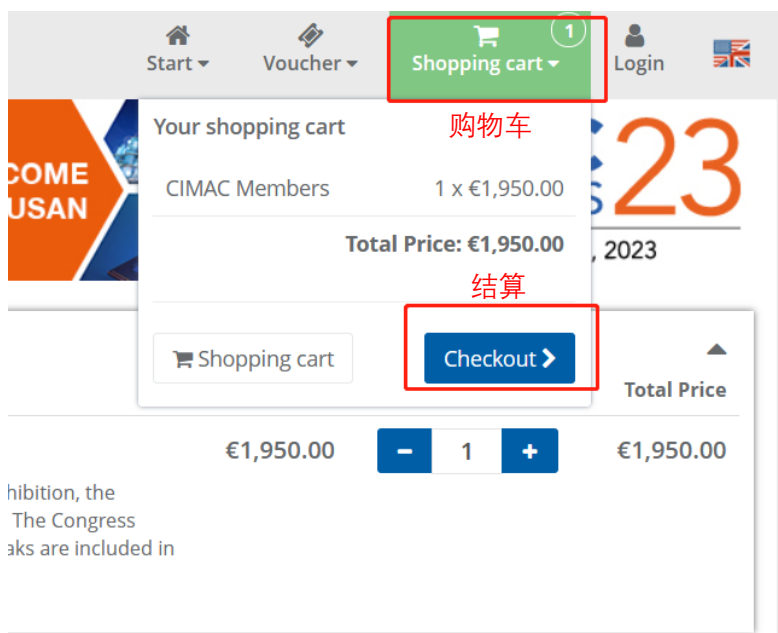 1
Start Voucher Shopping cart Login
COME
USAN
Your shopping cart
购物车
23
CIMAC Members 1 x €1,950.00
Total Price: €1,950.00
, 2023
结算
Shopping cart
Checkout
Total Price
€1,950.00 1 €1,950.00
hibition, the
The Congress
aks are included in